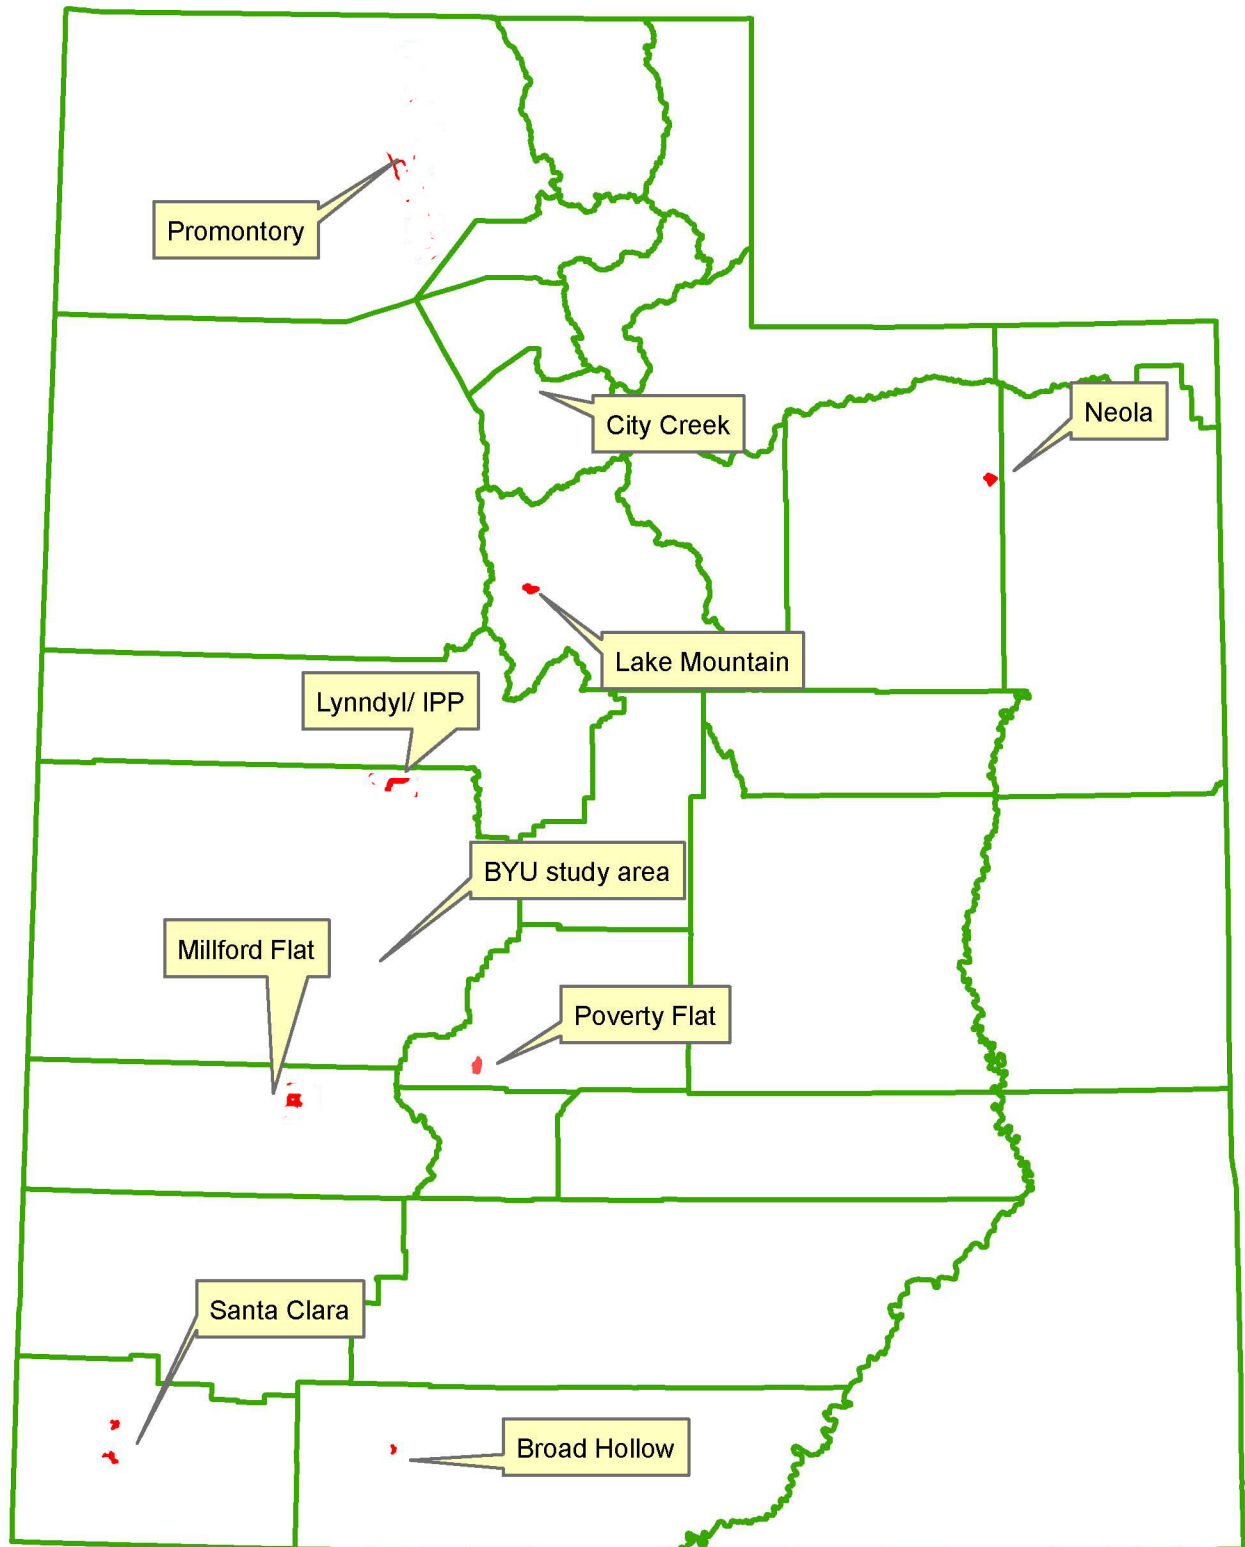 Promontory
City Creek
Neola
Lake Mountain
Lynndyl/ IPP
BYU study area
Millford Flat
Poverty Flat
Santa Clara
Broad Hollow